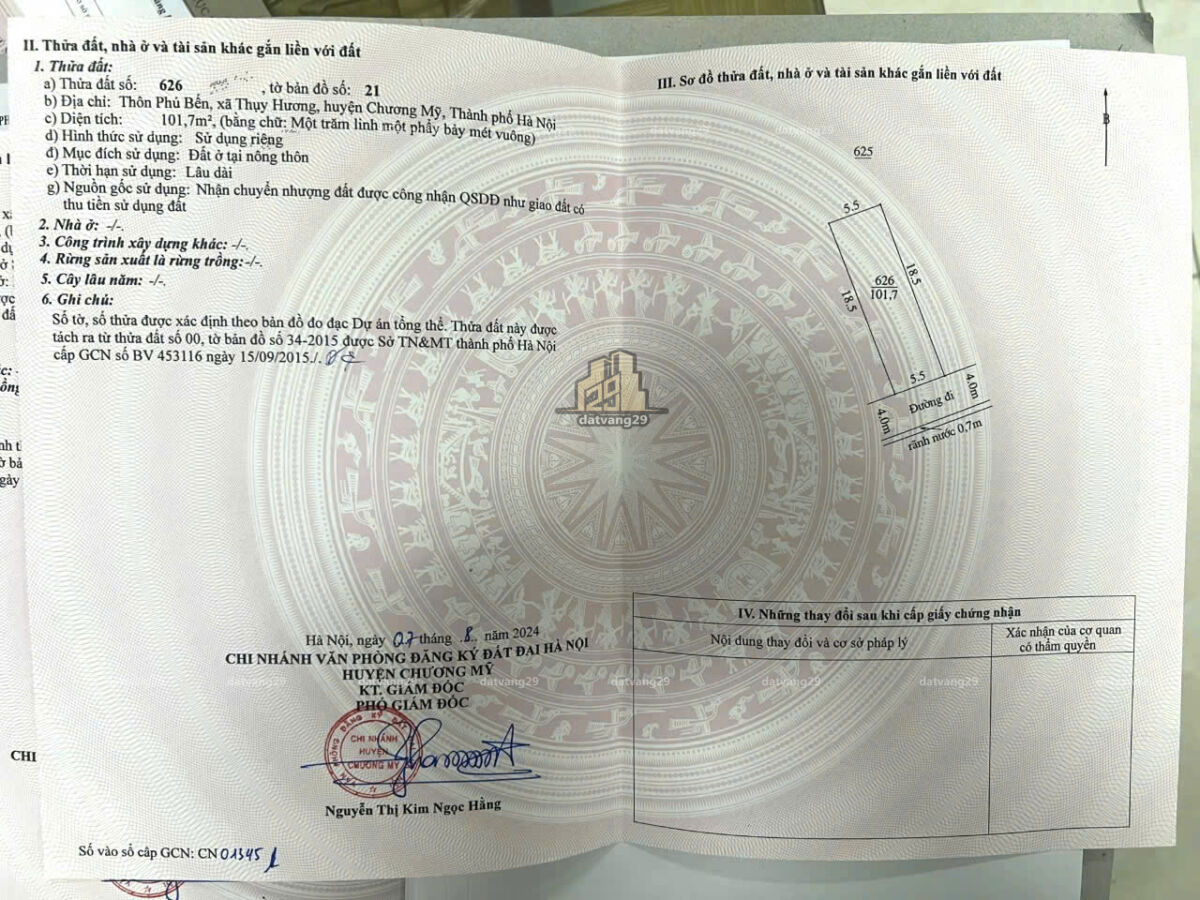 II. Thửa đất, nhà ở và tài sản khác gắn liền với đất
1. Thửa đất:
a) Thửa đất số: 626 , tờ bản đồ số: 21
b) Địa chỉ: Thôn Phú Bến, xã Thụy Hương, huyện Chương Mỹ, Thành phố Hà Nội
c) Diện tích: 101,7m², (bằng chữ: Một trăm linh một phẩy bảy mét vuông)
d) Hình thức sử dụng: Sử dụng riêng
đ) Mục đích sử dụng: Đất ở tại nông thôn
e) Thời hạn sử dụng: Lâu dài
g) Nguồn gốc sử dụng: Nhận chuyển nhượng đất được công nhận QSDĐ như giao đất có
thu tiền sử dụng đất
2. Nhà ở: -/-.
3. Công trình xây dựng khác: -/-.
4. Rừng sản xuất là rừng trồng:-/-.
5. Cây lâu năm: -/-.
6. Ghi chú:
Số tờ, số thửa được xác định theo bản đồ đo đạc Dự án tổng thể. Thửa đất này được
tách ra từ thửa đất số 00, tờ bản đồ số 34-2015 được Sở TN&MT thành phố Hà Nội
cấp GCN số BV 453116 ngày 15/09/2015./.
Hà Nội, ngày 07 tháng .8. năm 2024
CHI NHÁNH VĂN PHÒNG ĐĂNG KÝ ĐẤT ĐAI HÀ NỘI
HUYỆN CHƯƠNG MỸ
KT. GIÁM ĐỐC
PHÓ GIÁM ĐỐC
CHI NHÁNH
HUYỆN
CHƯƠNG MỸ
Nguyễn Thị Kim Ngọc Hằng
Số vào sổ cấp GCN: CN 01345
III. Sơ đồ thửa đất, nhà ở và tài sản khác gắn liền với đất
B
625
5.5
18.5
626
101,7
18.5
5.5
4.0m
Đường đi
4.0m
rãnh nước 0,7m
29
datvang29
IV. Những thay đổi sau khi cấp giấy chứng nhận
Nội dung thay đổi và cơ sở pháp lý
Xác nhận của cơ quan
có thẩm quyền
datvang29 datvang29 datvang29 datvang29 datvang29
CHI